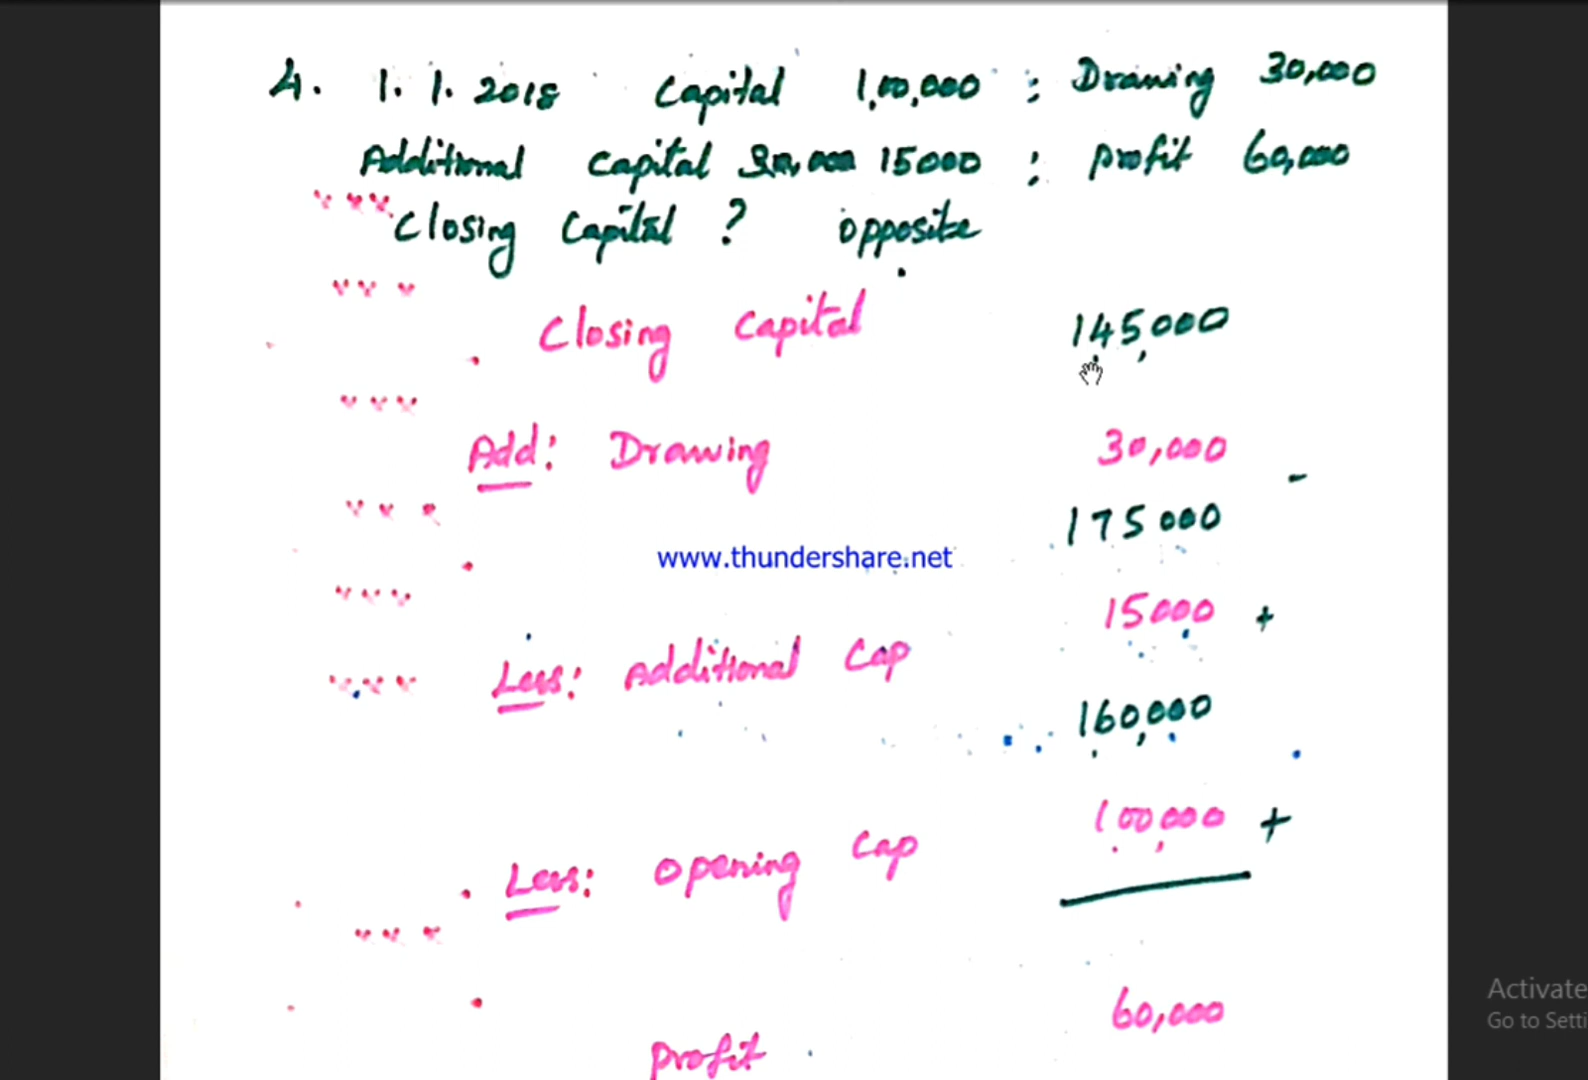 4. 1.1.2018 Capital 1,00,000 : Drawing 30,000
Additional Capital 15000 ; Profit 60,000
Closing Capital ? opposite
Closing Capital 145,000
Add: Drawing 30,000 -
175000
www.thundershare.net
15000 +
Less: Additional Cap
160,000
100,000 +
Less: Opening Cap
60,000
Profit
Activate
Go to Setti